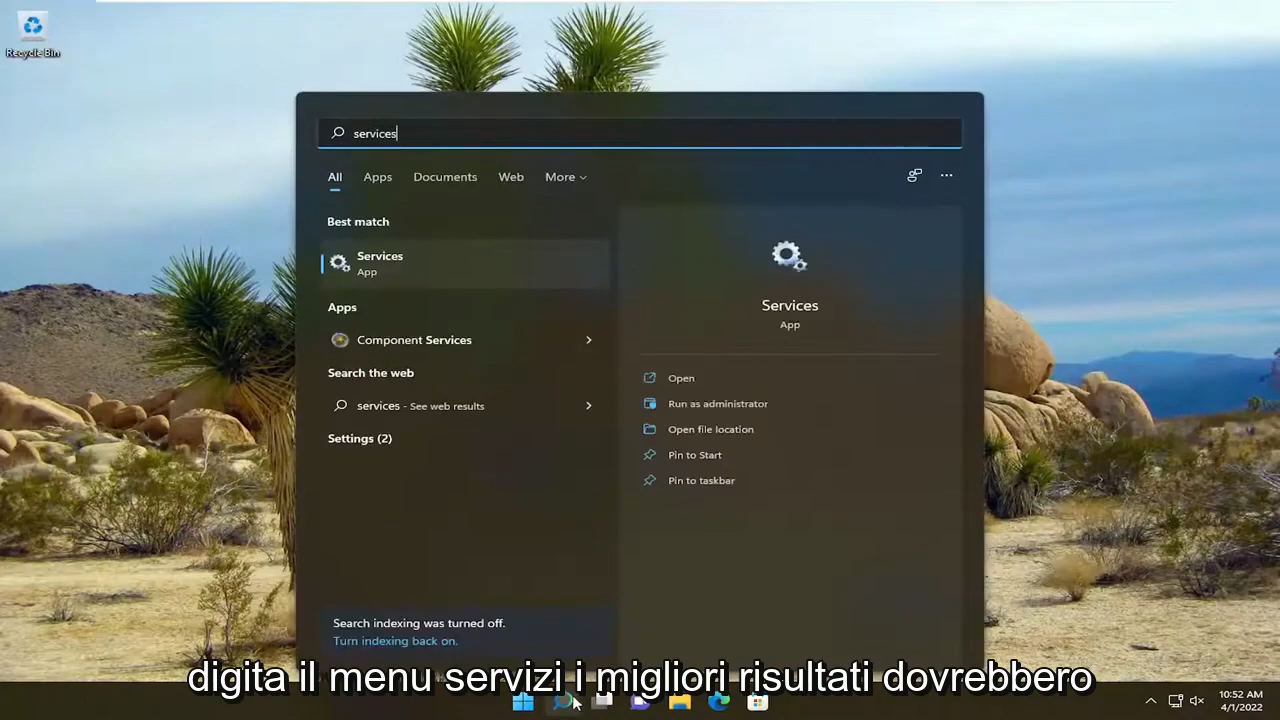 Recycle Bin
services
All Apps Documents Web More
Best match
Services
App
Apps
Component Services
Search the web
services - See web results
Settings (2)
Services
App
Open
Run as administrator
Open file location
Pin to Start
Pin to taskbar
Search indexing was turned off.
Turn indexing back on.
digita il menu servizi i migliori risultati dovrebbero
10:52 AM
4/1/2022